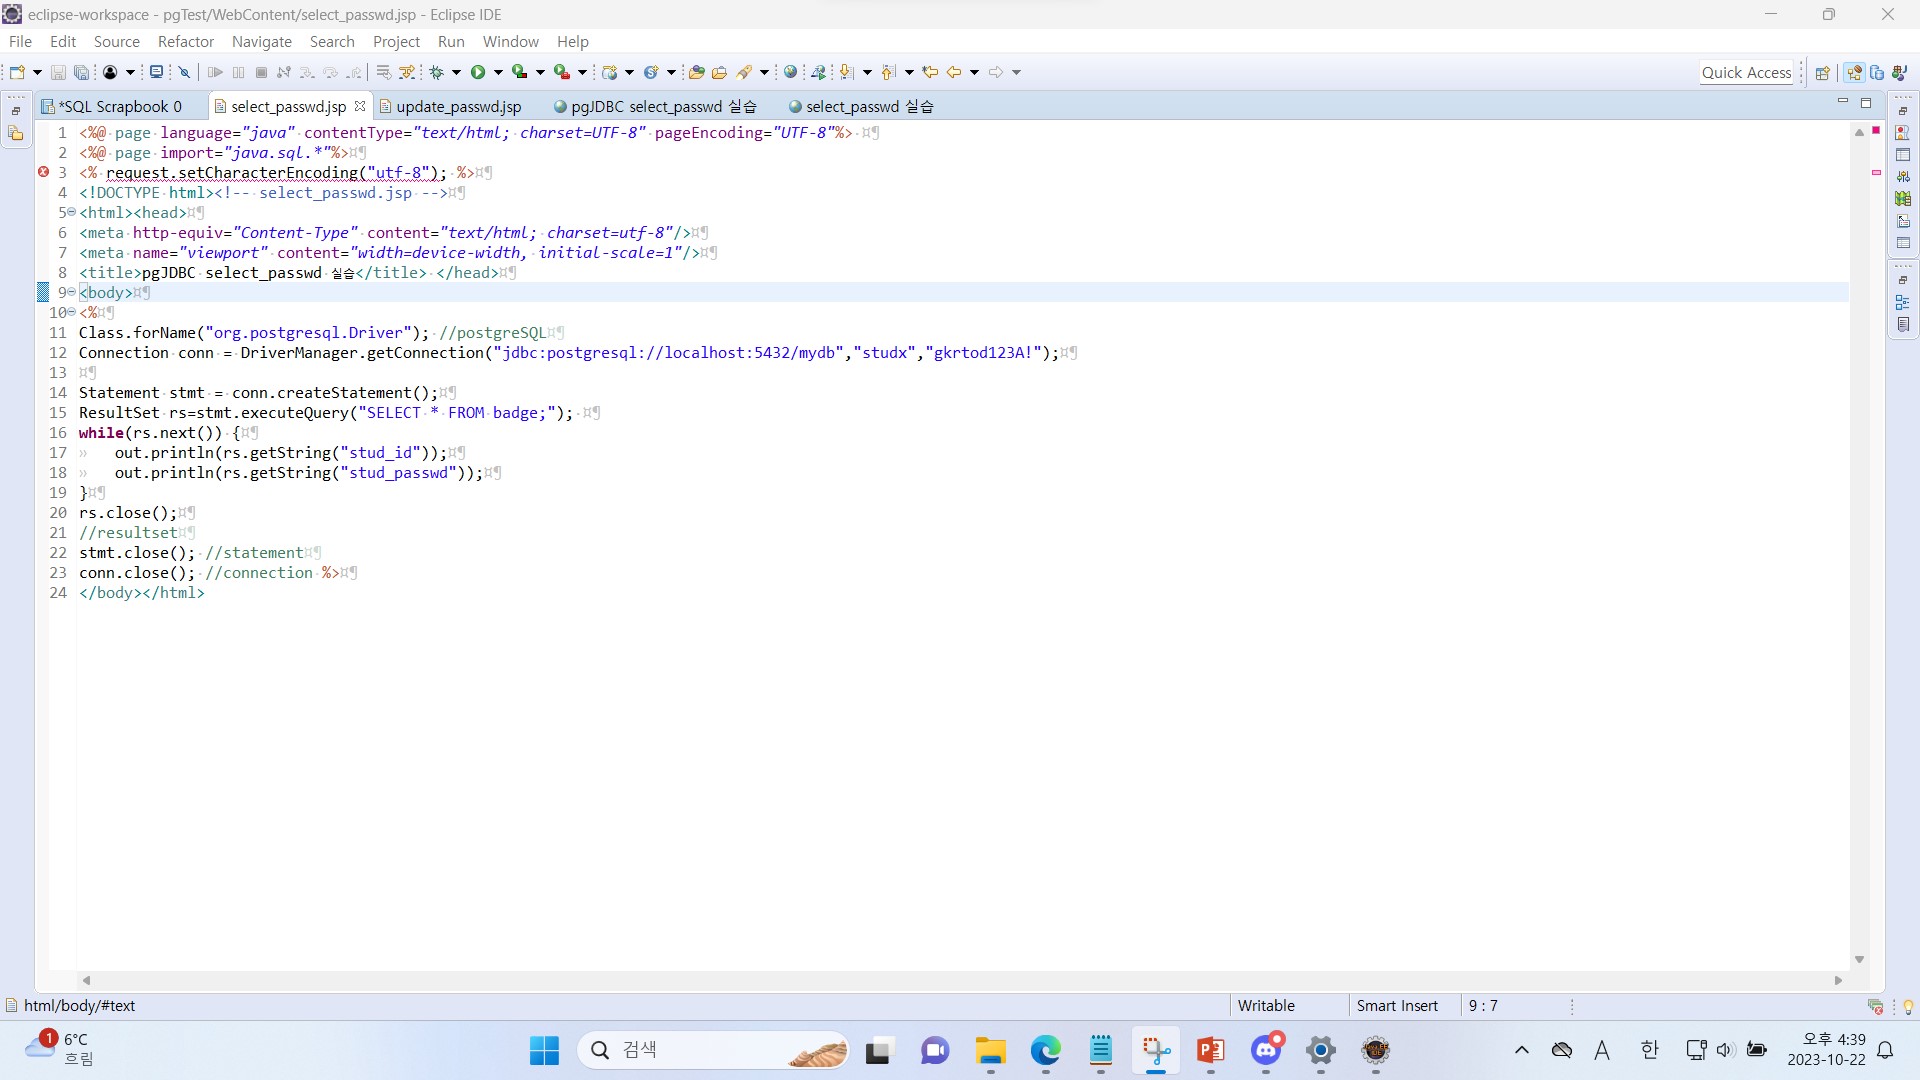 eclipse-workspace - pgTest/WebContent/select_passwd.jsp - Eclipse IDE
File Edit Source Refactor Navigate Search Project Run Window Help
Quick Access
*SQL Scrapbook 0 select_passwd.jsp update_passwd.jsp pgJDBC select_passwd 실습 select_passwd 실습
1 <%@ page language="java" contentType="text/html; charset=UTF-8" pageEncoding="UTF-8"%>
2 <%@ page import="java.sql.*"%>
3 <% request.setCharacterEncoding("utf-8"); %>
4 <!DOCTYPE html><!-- select_passwd.jsp -->
5 <html><head>
6 <meta http-equiv="Content-Type" content="text/html; charset=utf-8"/>
7 <meta name="viewport" content="width=device-width, initial-scale=1"/>
8 <title>pgJDBC select_passwd 실습</title> </head>
9 <body>
10 <%
11 Class.forName("org.postgresql.Driver"); //postgreSQL
12 Connection conn = DriverManager.getConnection("jdbc:postgresql://localhost:5432/mydb","studx","gkrtod123A!");
13
14 Statement stmt = conn.createStatement();
15 ResultSet rs=stmt.executeQuery("SELECT * FROM badge;");
16 while(rs.next()) {
17 out.println(rs.getString("stud_id"));
18 out.println(rs.getString("stud_passwd"));
19 }
20 rs.close();
21 //resultset
22 stmt.close(); //statement
23 conn.close(); //connection %>
24 </body></html>
html/body/#text Writable Smart Insert 9 : 7
1 6°C
흐림
검색
A 한
오후 4:39
2023-10-22